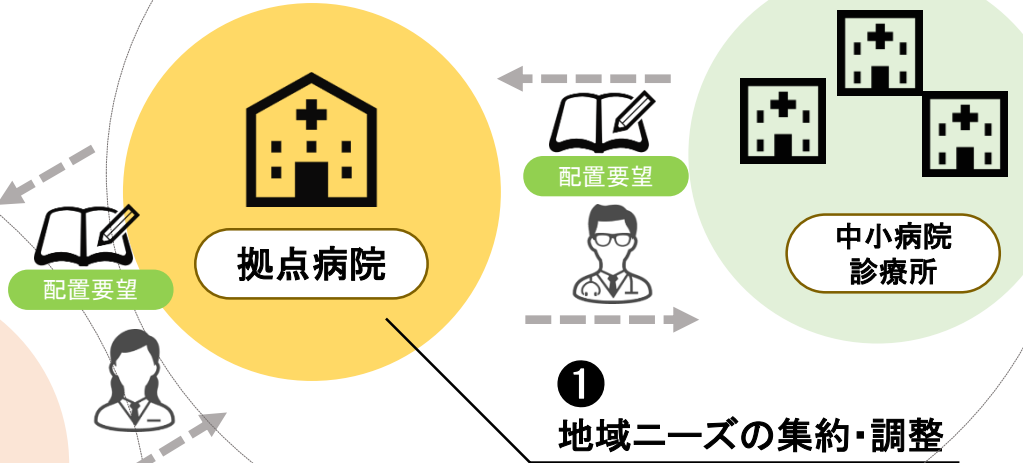 配置要望
拠点病院
中小病院
診療所
配置要望
❶
地域ニーズの集約・調整